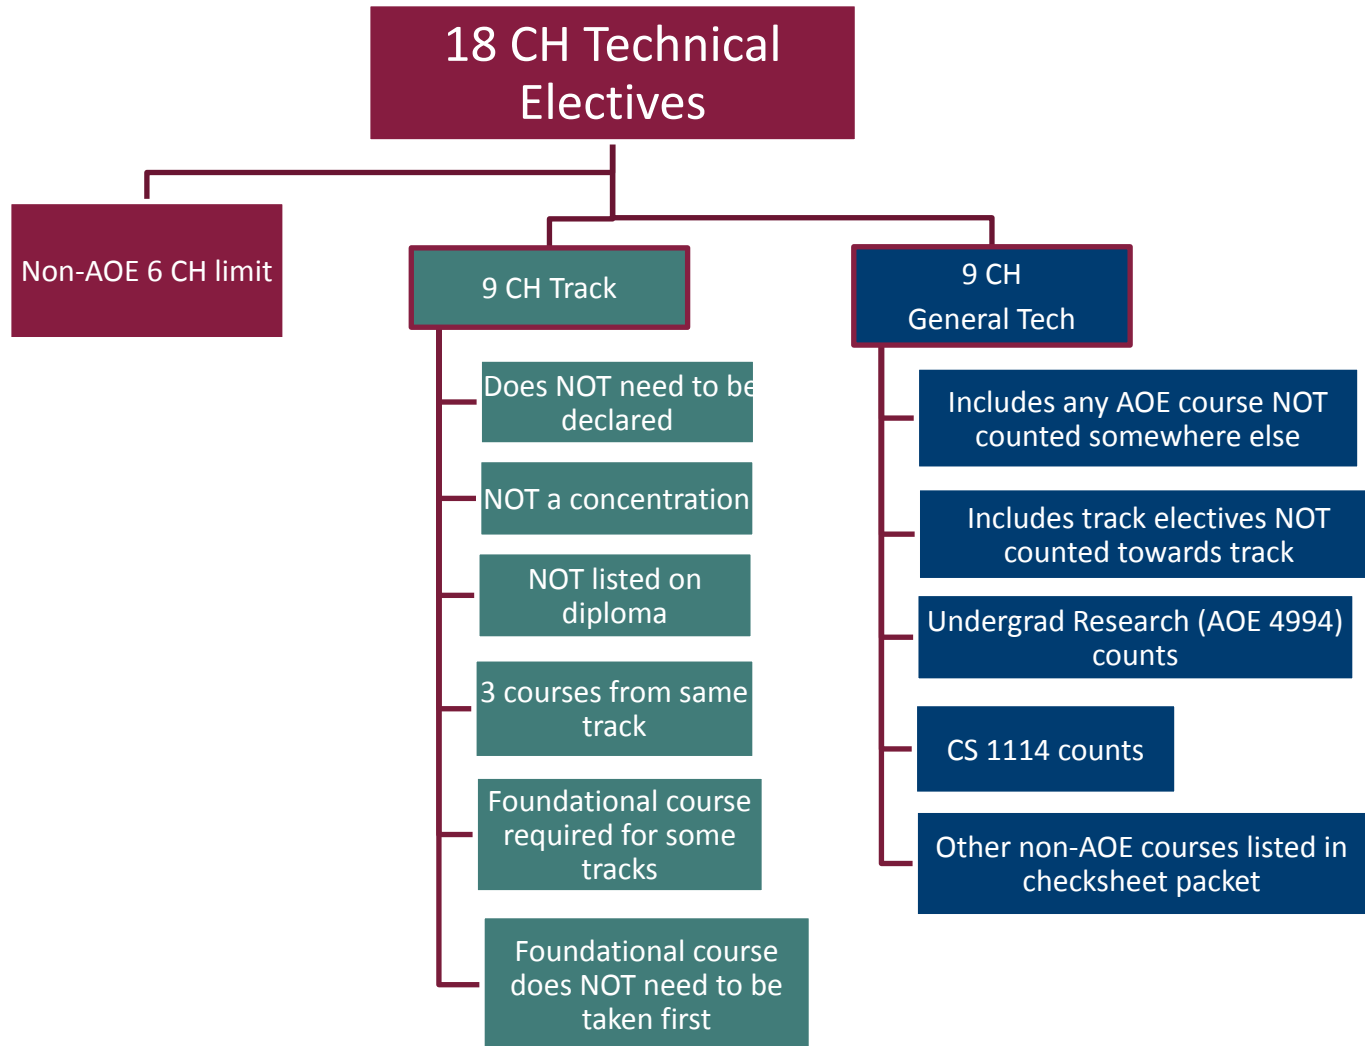 18 CH Technical
Electives
Non-AOE 6 CH limit
9 CH Track
Does NOT need to be
declared
NOT a concentration
NOT listed on
diploma
3 courses from same
track
Foundational course
required for some
tracks
Foundational course
does NOT need to be
taken first
9 CH
General Tech
Includes any AOE course NOT
counted somewhere else
Includes track electives NOT
counted towards track
Undergrad Research (AOE 4994)
counts
CS 1114 counts
Other non-AOE courses listed in
checksheet packet